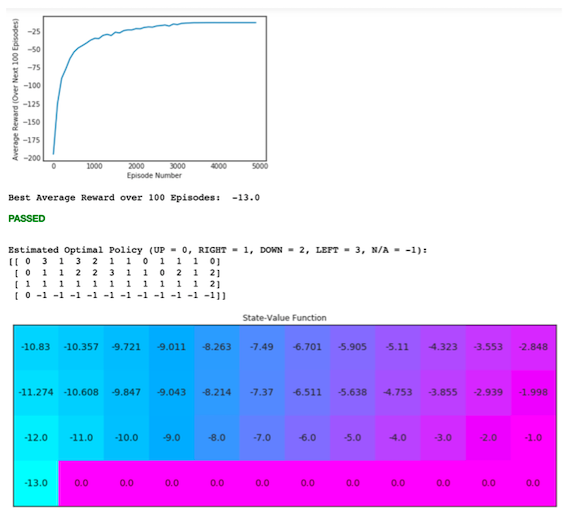 Average Reward (Over Next 100 Episodes)
−25
−50
−75
−100
−125
−150
−175
−200
0 1000 2000 3000 4000 5000
Episode Number
Best Average Reward over 100 Episodes:  -13.0
PASSED
Estimated Optimal Policy (UP = 0, RIGHT = 1, DOWN = 2, LEFT = 3, N/A = -1):
[[ 0 3 1 3 2 1 1 0 1 1 1 0]
[ 0 1 1 2 2 3 1 1 0 2 1 2]
[ 1 1 1 1 1 1 1 1 1 1 1 2]
[ 0 -1 -1 -1 -1 -1 -1 -1 -1 -1 -1 -1]]
State-Value Function
-10.83 -10.357 -9.721 -9.011 -8.263 -7.49 -6.701 -5.905 -5.11 -4.323 -3.553 -2.848
-11.274 -10.608 -9.847 -9.043 -8.214 -7.37 -6.511 -5.638 -4.753 -3.855 -2.939 -1.998
-12.0 -11.0 -10.0 -9.0 -8.0 -7.0 -6.0 -5.0 -4.0 -3.0 -2.0 -1.0
-13.0 0.0 0.0 0.0 0.0 0.0 0.0 0.0 0.0 0.0 0.0 0.0